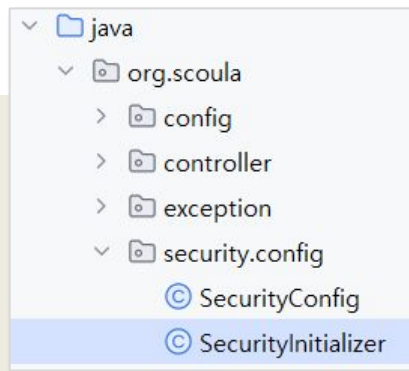 java
org.scoula
config
controller
exception
security.config
SecurityConfig
SecurityInitializer